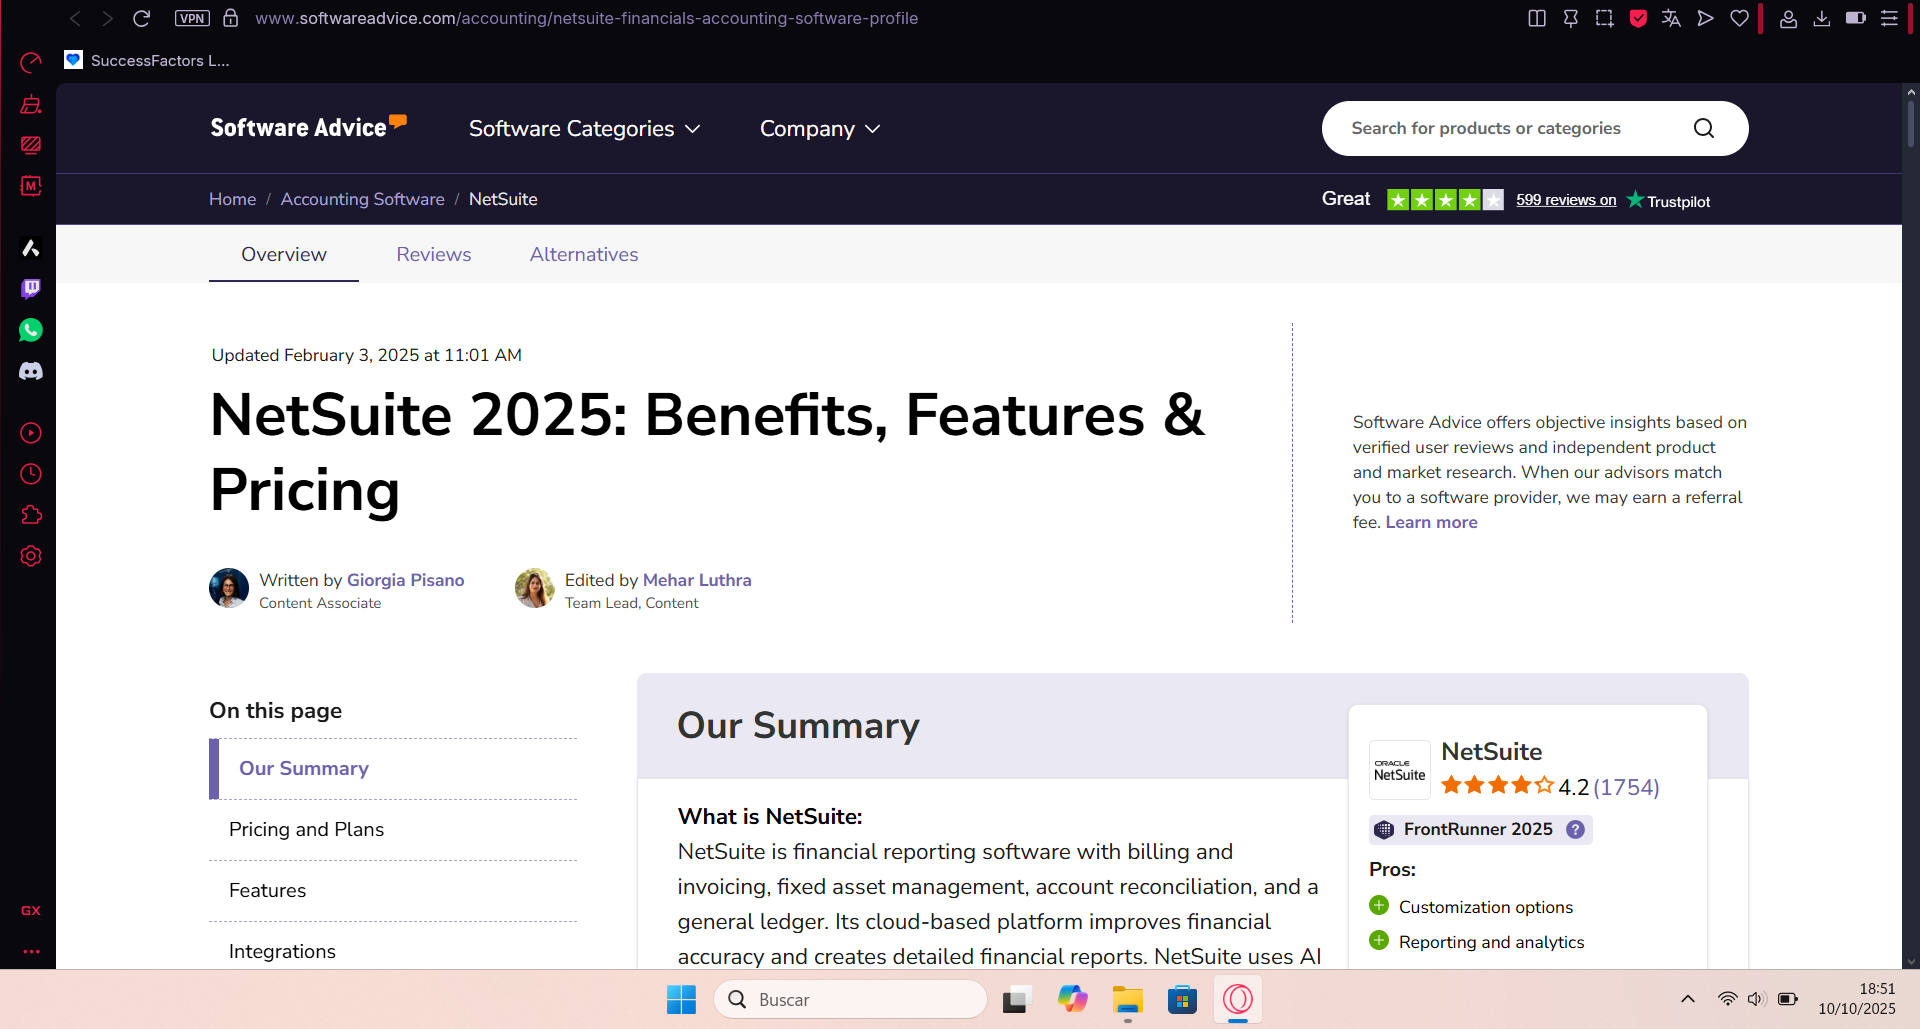 VPN
www.softwareadvice.com/accounting/netsuite-financials-accounting-software-profile
SuccessFactors L...
Software Advice
Software Categories
Company
Search for products or categories
Home / Accounting Software / NetSuite
Great
599 reviews on
Trustpilot
Overview
Reviews
Alternatives
Updated February 3, 2025 at 11:01 AM
NetSuite 2025: Benefits, Features &
Pricing
Written by Giorgia Pisano
Content Associate
Edited by Mehar Luthra
Team Lead, Content
Software Advice offers objective insights based on
verified user reviews and independent product
and market research. When our advisors match
you to a software provider, we may earn a referral
fee. Learn more
On this page
Our Summary
Pricing and Plans
Features
Integrations
Our Summary
What is NetSuite:
NetSuite is financial reporting software with billing and
invoicing, fixed asset management, account reconciliation, and a
general ledger. Its cloud-based platform improves financial
accuracy and creates detailed financial reports. NetSuite uses AI
ORACLE
NetSuite
NetSuite
4.2 (1754)
FrontRunner 2025 ?
Pros:
Customization options
Reporting and analytics
M
GX
Buscar
18:51
10/10/2025